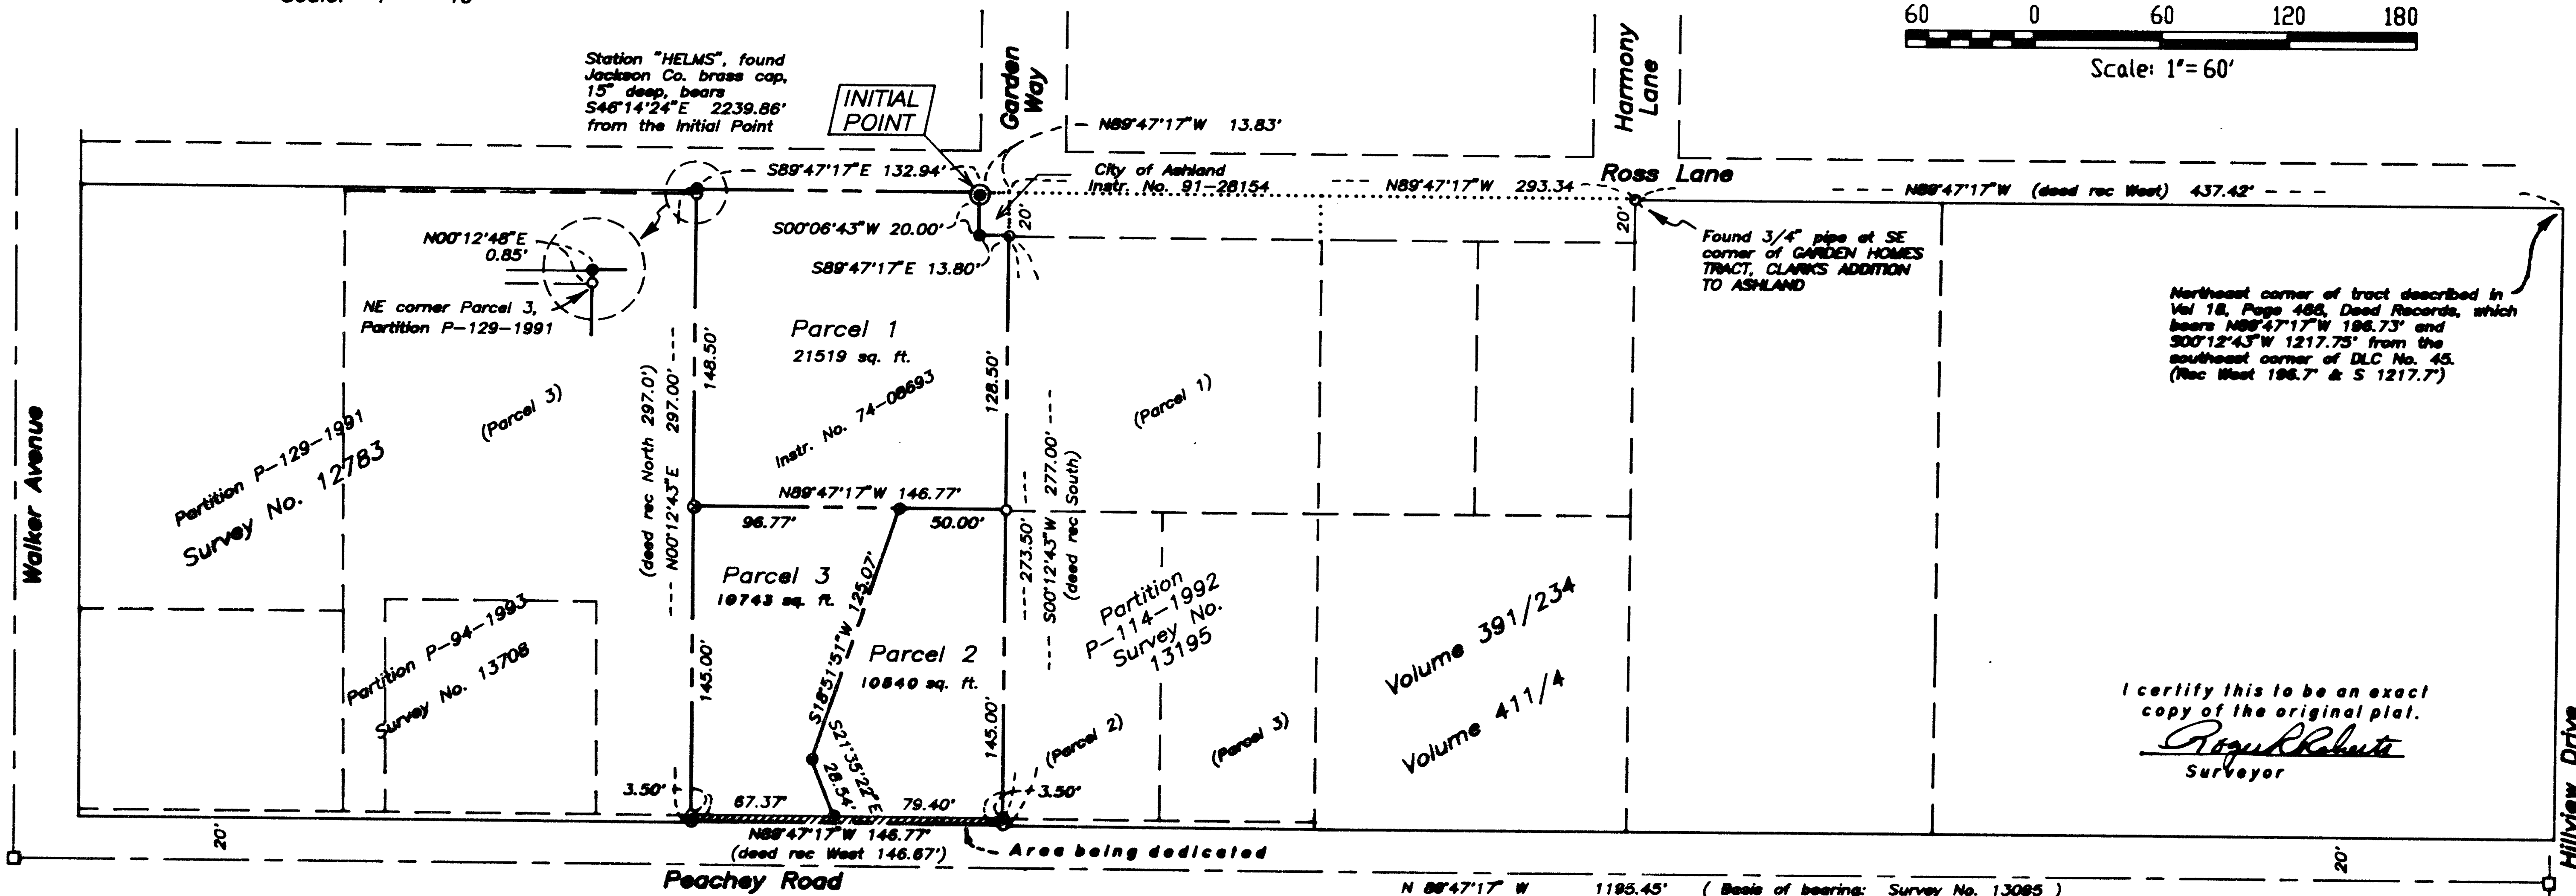 60 0 60 120 180
Scale: 1"=60'
Station "HELMS", found
Jackson Co. brass cap,
15" deep, bears
S46°14'24"E 2239.86'
from the Initial Point
INITIAL
POINT
Garden
Way
Harmony
Lane
N89°47'17"W 13.83'
S89°47'17"E 132.94'
City of Ashland
Instr. No. 91-28154
N89°47'17"W 293.34
Ross Lane
N89°47'17"W (deed rec West) 437.42'
S00°06'43"W 20.00'
20'
20'
S89°47'17"E 13.80'
N00°12'48"E
0.85'
NE corner Parcel 3,
Partition P-129-1991
Found 3/4" pipe at SE
corner of GARDEN HOMES
TRACT, CLARKS ADDITION
TO ASHLAND
Northeast corner of tract described in
Vol 18, Page 486, Deed Records, which
bears N89°47'17"W 196.73' and
S00°12'43"W 1217.75' from the
southeast corner of DLC No. 45.
(Rec West 196.7' & S 1217.7')
Parcel 1
21519 sq. ft.
Instr. No. 74-08693
148.50'
128.50'
(deed rec North 297.0')
N00°12'43"E 297.00'
(Parcel 3)
(Parcel 1)
Partition P-129-1991
Survey No. 12783
Walker Avenue
N89°47'17"W 146.77'
96.77'
50.00'
273.50'
S00°12'43"W 277.00'
(deed rec South)
Parcel 3
10743 sq. ft.
S18°51'51"W 125.07'
Parcel 2
10840 sq. ft.
145.00'
145.00'
S21°35'22"E
28.54'
Partition P-94-1993
Survey No. 13708
Partition
P-114-1992
Survey No.
13195
(Parcel 2)
(Parcel 3)
Volume 391/234
Volume 411/4
I certify this to be an exact
copy of the original plat.
Roger R Roberts
Surveyor
Hillview Drive
3.50'
67.37'
79.40'
3.50'
N89°47'17"W 146.77'
(deed rec West 146.67')
Area being dedicated
20'
20'
Peachey Road
N 89°47'17" W 1195.45' ( Basis of bearing: Survey No. 13085 )